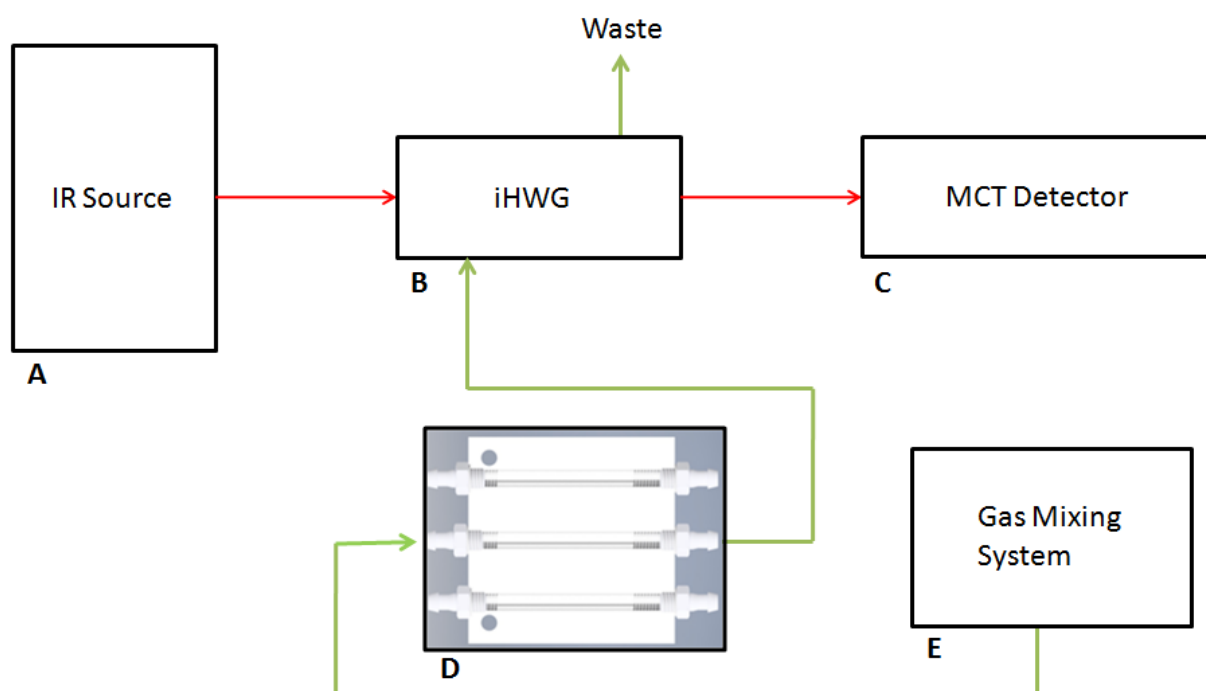 Waste
IR Source
iHWG
MCT Detector
A
B
C
D
Gas Mixing
System
E